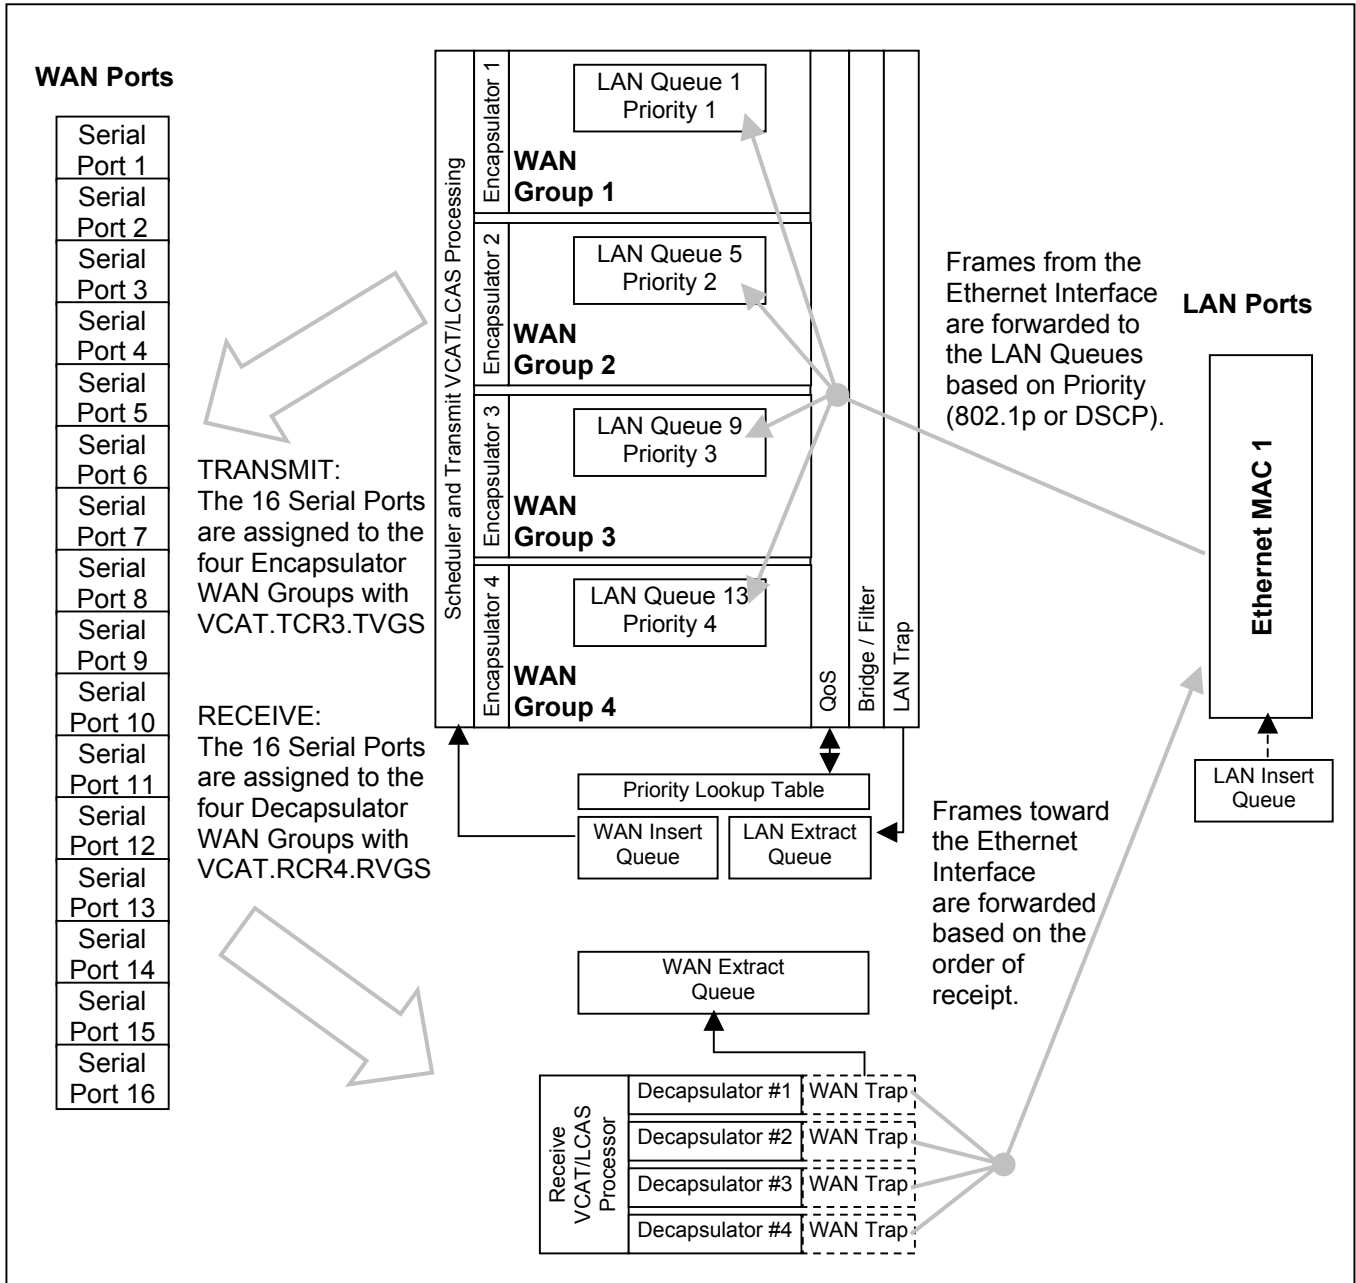 WAN Ports
Serial
Port 1
Serial
Port 2
Serial
Port 3
Serial
Port 4
Serial
Port 5
Serial
Port 6
Serial
Port 7
Serial
Port 8
Serial
Port 9
Serial
Port 10
Serial
Port 11
Serial
Port 12
Serial
Port 13
Serial
Port 14
Serial
Port 15
Serial
Port 16
TRANSMIT:
The 16 Serial Ports
are assigned to the
four Encapsulator
WAN Groups with
VCAT.TCR3.TVGS
RECEIVE:
The 16 Serial Ports
are assigned to the
four Decapsulator
WAN Groups with
VCAT.RCR4.RVGS
Scheduler and Transmit VCAT/LCAS Processing
Encapsulator 1
LAN Queue 1
Priority 1
WAN
Group 1
Encapsulator 2
LAN Queue 5
Priority 2
WAN
Group 2
Encapsulator 3
LAN Queue 9
Priority 3
WAN
Group 3
Encapsulator 4
LAN Queue 13
Priority 4
WAN
Group 4
QoS
Bridge / Filter
LAN Trap
Priority Lookup Table
WAN Insert
Queue
LAN Extract
Queue
WAN Extract
Queue
Receive
VCAT/LCAS
Processor
Decapsulator #1
WAN Trap
Decapsulator #2
WAN Trap
Decapsulator #3
WAN Trap
Decapsulator #4
WAN Trap
Frames from the
Ethernet Interface
are forwarded to
the LAN Queues
based on Priority
(802.1p or DSCP).
Frames toward
the Ethernet
Interface
are forwarded
based on the
order of
receipt.
LAN Ports
Ethernet MAC 1
LAN Insert
Queue